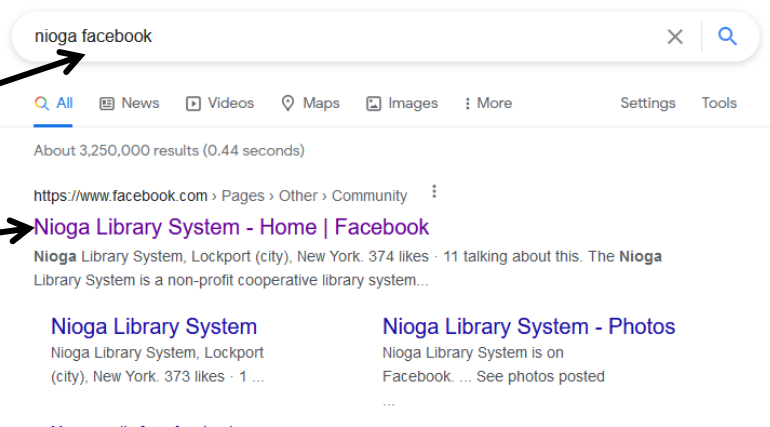 nioga facebook
All News Videos Maps Images More Settings Tools
About 3,250,000 results (0.44 seconds)
https://www.facebook.com › Pages › Other › Community
Nioga Library System - Home | Facebook
Nioga Library System, Lockport (city), New York. 374 likes · 11 talking about this. The Nioga
Library System is a non-profit cooperative library system...
Nioga Library System
Nioga Library System, Lockport
(city), New York. 373 likes · 1 ...
Nioga Library System - Photos
Nioga Library System is on
Facebook. ... See photos posted
...